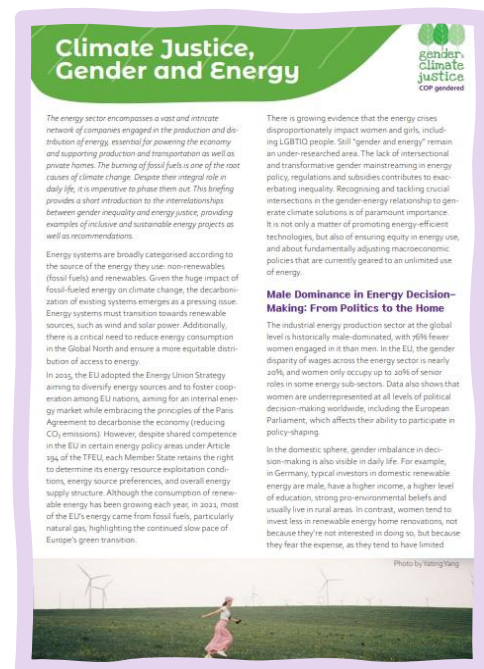 Climate Justice,
Gender and Energy
gender&
climate
justice
COP gendered
The energy sector encompasses a vast and intricate
network of companies engaged in the production and dis-
tribution of energy, essential for powering the economy
and supporting production and transportation as well as
private homes. The burning of fossil fuels is one of the root
causes of climate change. Despite their integral role in
daily life, it is imperative to phase them out. This briefing
provides a short introduction to the interrelationships
between gender inequality and energy justice, providing
examples of inclusive and sustainable energy projects as
well as recommendations.
Energy systems are broadly categorised according to
the source of the energy they use: non-renewables
(fossil fuels) and renewables. Given the huge impact of
fossil-fueled energy on climate change, the decarboni-
zation of existing systems emerges as a pressing issue.
Energy systems must transition towards renewable
sources, such as wind and solar power. Additionally,
there is a critical need to reduce energy consumption
in the Global North and ensure a more equitable distri-
bution of access to energy.
In 2015, the EU adopted the Energy Union Strategy
aiming to diversify energy sources and to foster coop-
eration among EU nations, aiming for an internal ener-
gy market while embracing the principles of the Paris
Agreement to decarbonise the economy (reducing
CO₂ emissions). However, despite shared competence
in the EU in certain energy policy areas under Article
194 of the TFEU, each Member State retains the right
to determine its energy resource exploitation condi-
tions, energy source preferences, and overall energy
supply structure. Although the consumption of renew-
able energy has been growing each year, in 2021, most
of the EU's energy came from fossil fuels, particularly
natural gas, highlighting the continued slow pace of
Europe's green transition.
There is growing evidence that the energy crises
disproportionately impact women and girls, includ-
ing LGBTIQ people. Still "gender and energy" remain
an under-researched area. The lack of intersectional
and transformative gender mainstreaming in energy
policy, regulations and subsidies contributes to exac-
erbating inequality. Recognising and tackling crucial
intersections in the gender-energy relationship to gen-
erate climate solutions is of paramount importance.
It is not only a matter of promoting energy-efficient
technologies, but also of ensuring equity in energy use,
and about fundamentally adjusting macroeconomic
policies that are currently geared to an unlimited use
of energy.
Male Dominance in Energy Decision-
Making: From Politics to the Home
The industrial energy production sector at the global
level is historically male-dominated, with 76% fewer
women engaged in it than men. In the EU, the gender
disparity of wages across the energy sector is nearly
20%, and women only occupy up to 20% of senior
roles in some energy sub-sectors. Data also shows that
women are underrepresented at all levels of political
decision-making worldwide, including the European
Parliament, which affects their ability to participate in
policy-shaping.
In the domestic sphere, gender imbalance in deci-
sion-making is also visible in daily life. For example,
in Germany, typical investors in domestic renewable
energy are male, have a higher income, a higher level
of education, strong pro-environmental beliefs and
usually live in rural areas. In contrast, women tend to
invest less in renewable energy home renovations, not
because they're not interested in doing so, but because
they fear the expense, as they tend to have limited
Photo by Yating Yang